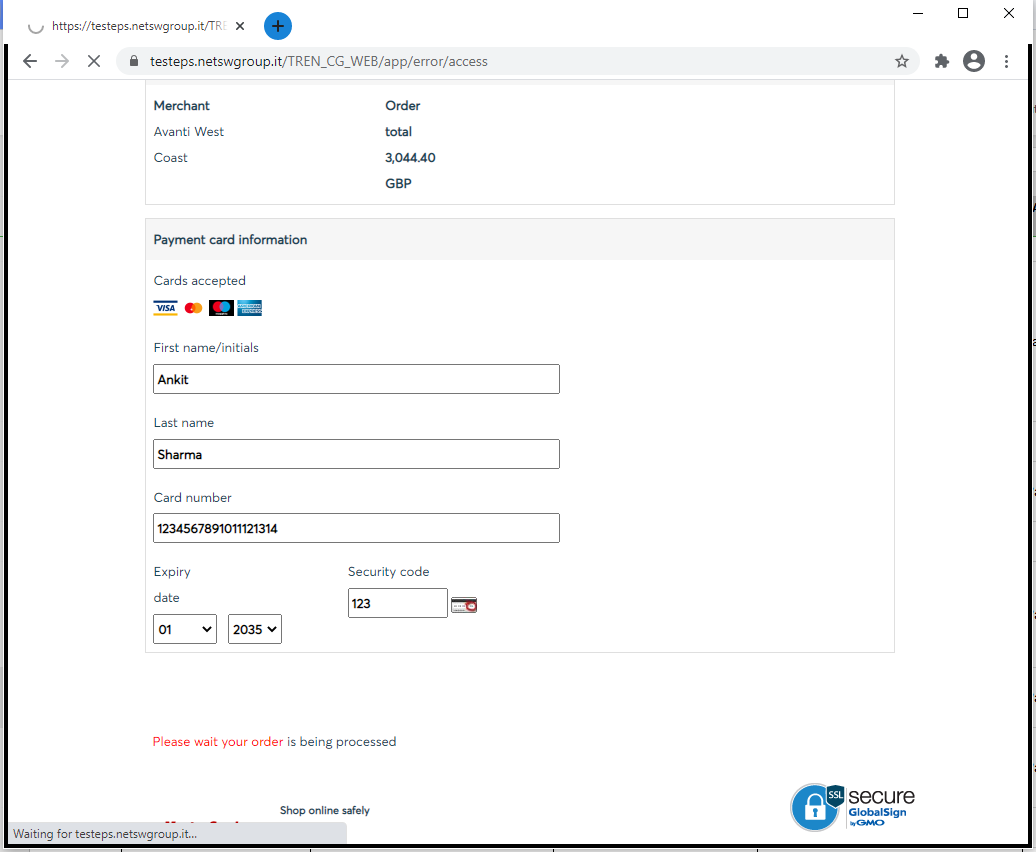 https://testeps.netswgroup.it/TRE
testeps.netswgroup.it/TREN_CG_WEB/app/error/access
Merchant
Order
Avanti West
total
Coast
3,044.40
GBP
Payment card information
Cards accepted
VISA
First name/initials
Ankit
Last name
Sharma
Card number
1234567891011121314
Expiry
Security code
date
123
01
2035
Please wait your order is being processed
SSL
secure
GlobalSign
by GMO
Shop online safely
Waiting for testeps.netswgroup.it...